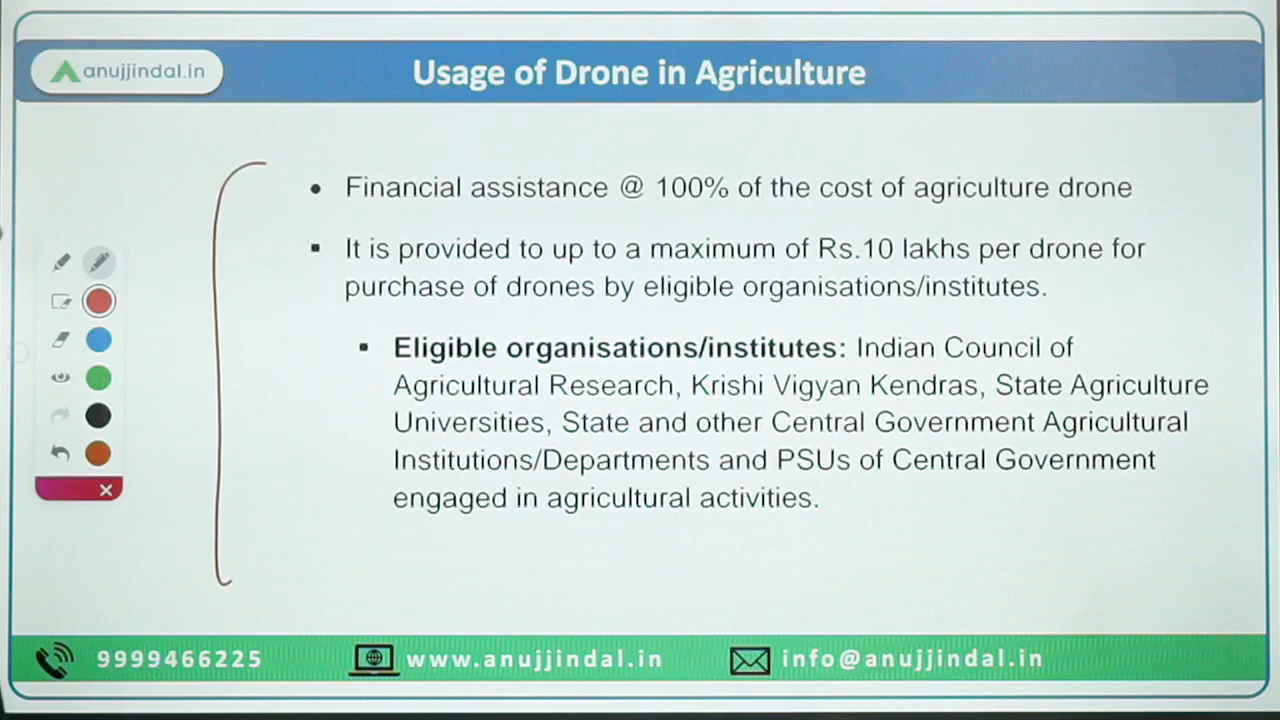 anujjindal.in
Usage of Drone in Agriculture
Financial assistance @ 100% of the cost of agriculture drone
It is provided to up to a maximum of Rs.10 lakhs per drone for
purchase of drones by eligible organisations/institutes.
Eligible organisations/institutes: Indian Council of
Agricultural Research, Krishi Vigyan Kendras, State Agriculture
Universities, State and other Central Government Agricultural
Institutions/Departments and PSUs of Central Government
engaged in agricultural activities.
9999466225 www.anujjindal.in info@anujjindal.in